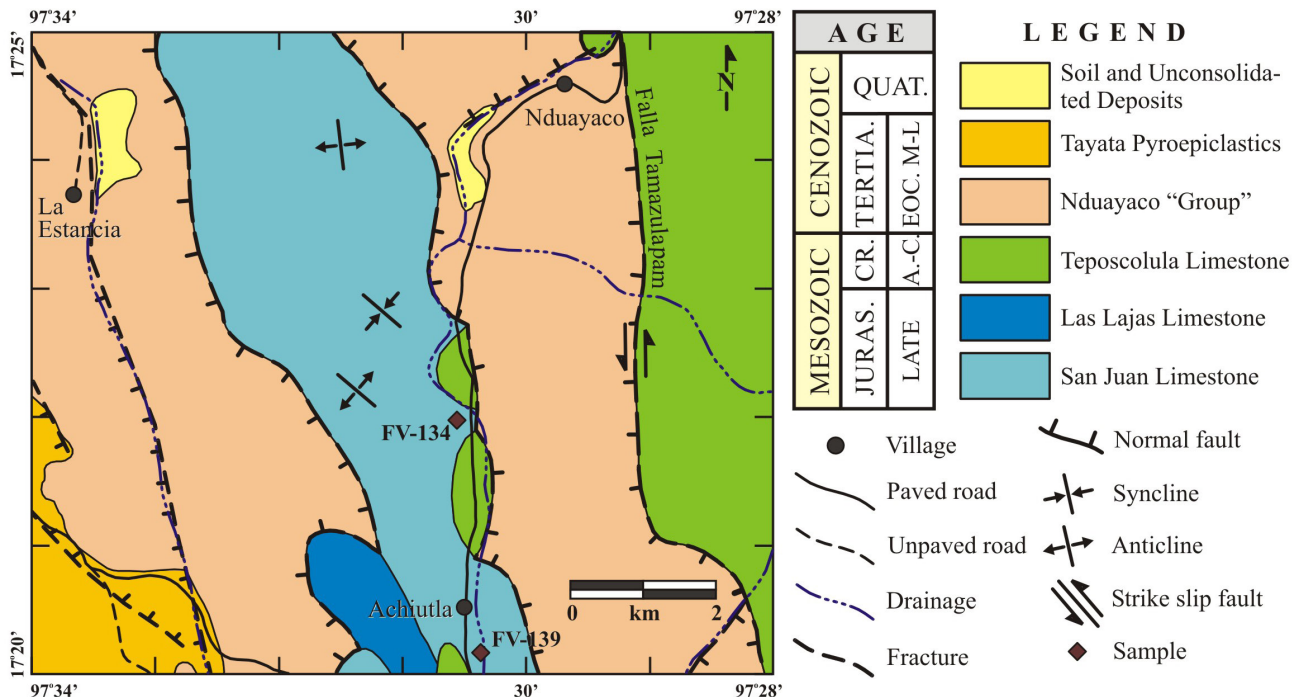 97°34’
30’
97°28’
17°25’
N
Nduayaco
Falla Tamazulapam
La
Estancia
FV-134
Achiutla
0
2
km
FV-139
17°20’
97°34’
30’
97°28’
AGE
CENOZOIC
MESOZOIC
QUAT.
TERTIA.
EOC. M-L
CR.
A.-C.
JURAS.
LATE
LEGEND
Soil and Unconsolida-
ted Deposits
Tayata Pyroepiclastics
Nduayaco “Group”
Teposcolula Limestone
Las Lajas Limestone
San Juan Limestone
Village
Paved road
Unpaved road
Drainage
Fracture
Normal fault
Syncline
Anticline
Strike slip fault
Sample